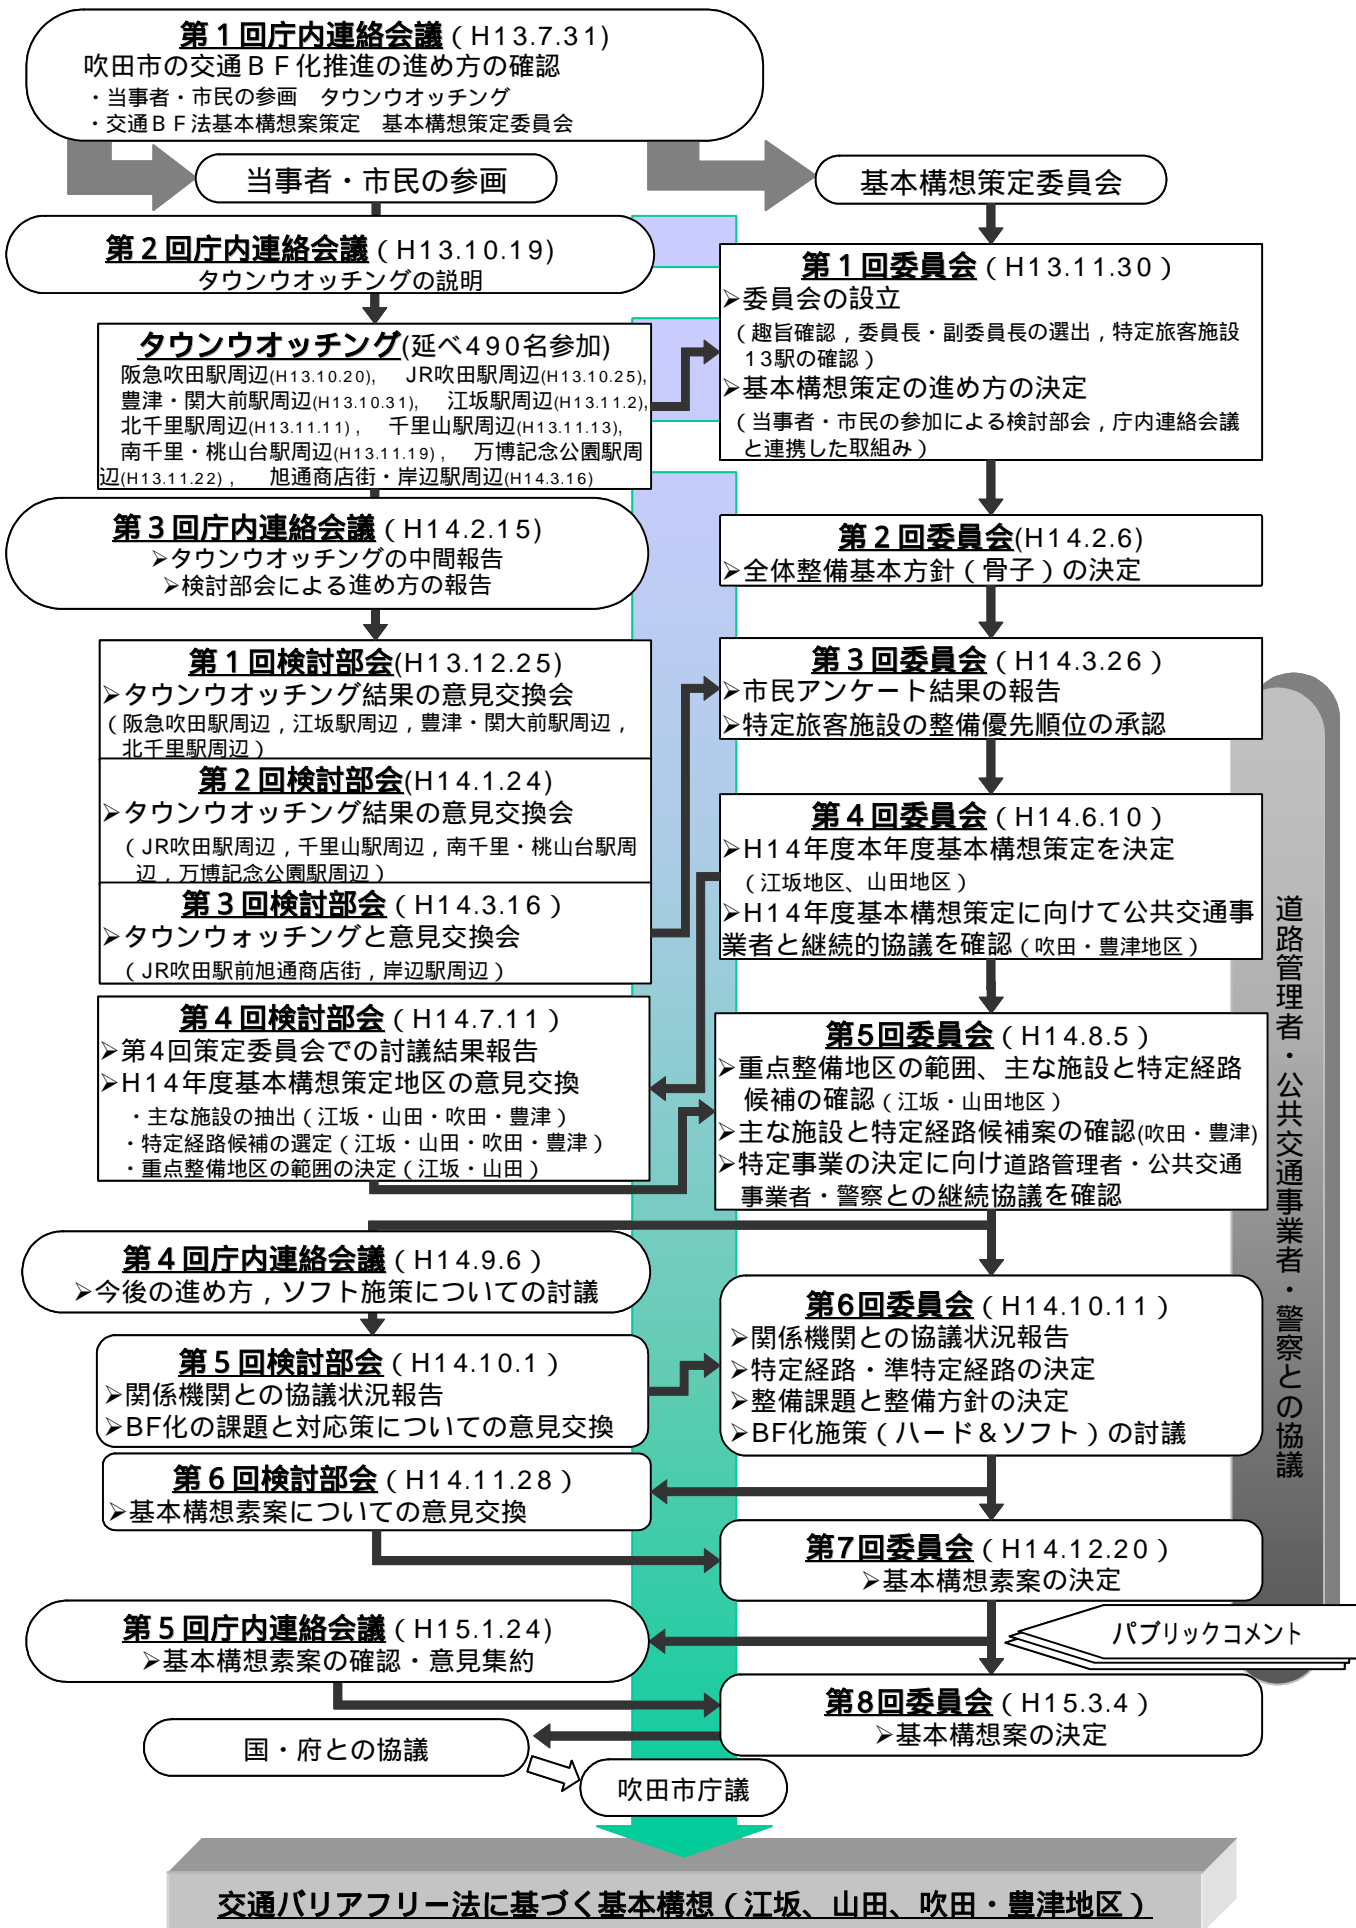 第１回庁内連絡会議（H13.7.31）
吹田市の交通ＢＦ化推進の進め方の確認
・当事者・市民の参画　タウンウオッチング
・交通ＢＦ法基本構想案策定　基本構想策定委員会
当事者・市民の参画
基本構想策定委員会
第２回庁内連絡会議（H13.10.19）
タウンウオッチングの説明
タウンウオッチング(延べ490名参加)
阪急吹田駅周辺(H13.10.20),　JR吹田駅周辺(H13.10.25),
豊津・関大前駅周辺(H13.10.31),　江坂駅周辺(H13.11.2),
北千里駅周辺(H13.11.11),　千里山駅周辺(H13.11.13),
南千里・桃山台駅周辺(H13.11.19),　万博記念公園駅周
辺(H13.11.22),　旭通商店街・岸辺駅周辺(H14.3.16)
第１回委員会（H13.11.30）
➢委員会の設立
（趣旨確認，委員長・副委員長の選出，特定旅客施設
13駅の確認）
➢基本構想策定の進め方の決定
（当事者・市民の参加による検討部会，庁内連絡会議
と連携した取組み）
第３回庁内連絡会議（H14.2.15）
➢タウンウオッチングの中間報告
➢検討部会による進め方の報告
第２回委員会(H14.2.6)
➢全体整備基本方針（骨子）の決定
第１回検討部会(H13.12.25)
➢タウンウオッチング結果の意見交換会
（阪急吹田駅周辺，江坂駅周辺，豊津・関大前駅周辺，
北千里駅周辺）
第２回検討部会(H14.1.24)
➢タウンウオッチング結果の意見交換会
（JR吹田駅周辺，千里山駅周辺，南千里・桃山台駅周
辺，万博記念公園駅周辺）
第３回検討部会（H14.3.16）
➢タウンウォッチングと意見交換会
（JR吹田駅前旭通商店街，岸辺駅周辺）
第３回委員会（H14.3.26）
➢市民アンケート結果の報告
➢特定旅客施設の整備優先順位の承認
第４回委員会（H14.6.10）
➢H14年度本年度基本構想策定を決定
（江坂地区、山田地区）
➢H14年度基本構想策定に向けて公共交通事
業者と継続的協議を確認（吹田・豊津地区）
第４回検討部会（H14.7.11）
➢第4回策定委員会での討議結果報告
➢H14年度基本構想策定地区の意見交換
・主な施設の抽出（江坂・山田・吹田・豊津）
・特定経路候補の選定（江坂・山田・吹田・豊津）
・重点整備地区の範囲の決定（江坂・山田）
第5回委員会（H14.8.5）
➢重点整備地区の範囲、主な施設と特定経路
候補の確認（江坂・山田地区）
➢主な施設と特定経路候補案の確認(吹田・豊津)
➢特定事業の決定に向け道路管理者・公共交通
事業者・警察との継続協議を確認
道路管理者・公共交通事業者・警察との協議
第４回庁内連絡会議（H14.9.6）
➢今後の進め方，ソフト施策についての討議
第５回検討部会（H14.10.1）
➢関係機関との協議状況報告
➢BF化の課題と対応策についての意見交換
第6回委員会（H14.10.11）
➢関係機関との協議状況報告
➢特定経路・準特定経路の決定
➢整備課題と整備方針の決定
➢BF化施策（ハード＆ソフト）の討議
第６回検討部会（H14.11.28）
➢基本構想素案についての意見交換
第7回委員会（H14.12.20）
➢基本構想素案の決定
パブリックコメント
第５回庁内連絡会議（H15.1.24）
➢基本構想素案の確認・意見集約
第8回委員会（H15.3.4）
➢基本構想案の決定
国・府との協議
吹田市庁議
交通バリアフリー法に基づく基本構想（江坂、山田、吹田・豊津地区）